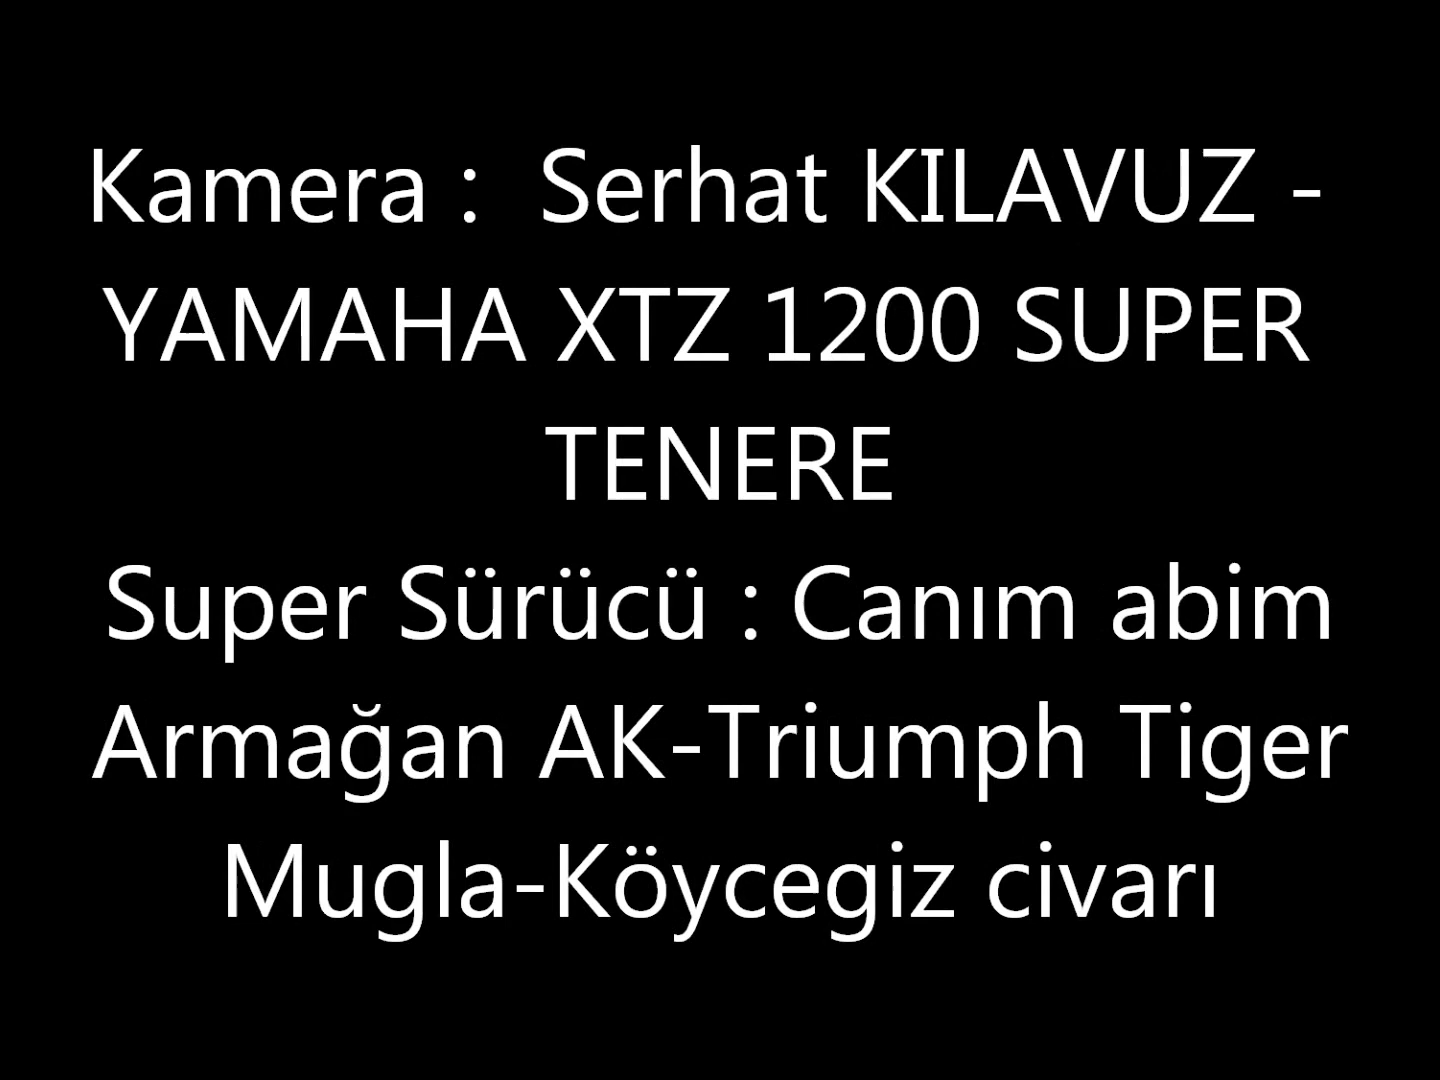 Kamera :  Serhat KILAVUZ -
YAMAHA XTZ 1200 SUPER
TENERE
Super Sürücü : Canım abim
Armağan AK-Triumph Tiger
Mugla-Köycegiz civarı